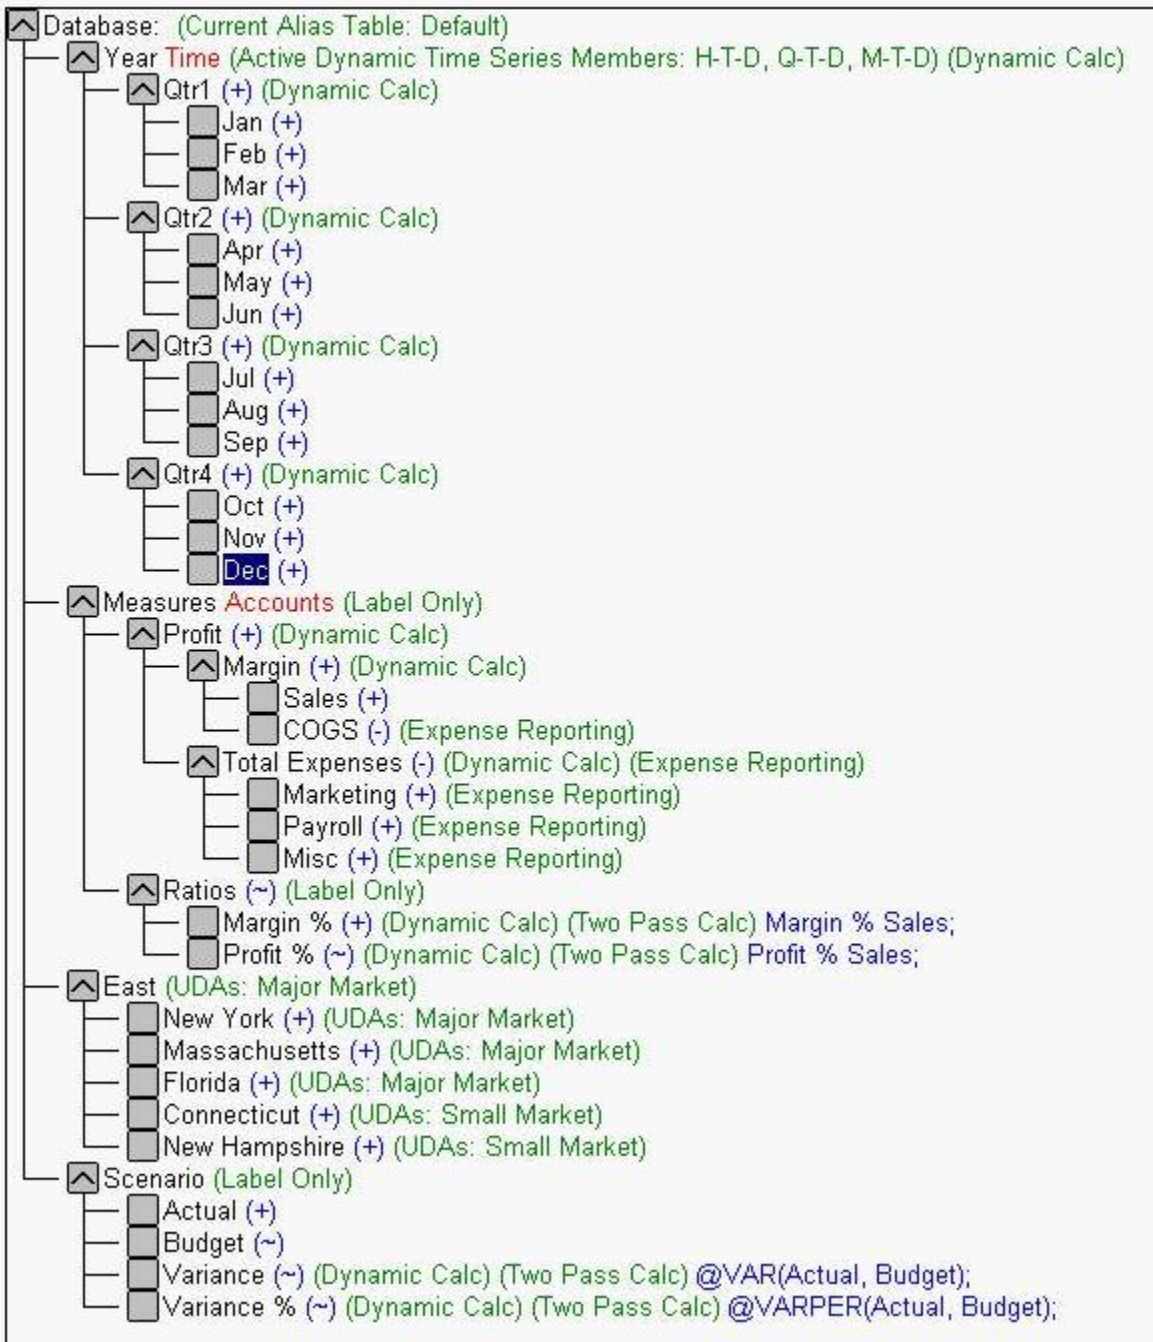 Database: (Current Alias Table: Default)
Year Time (Active Dynamic Time Series Members: H-T-D, Q-T-D, M-T-D) (Dynamic Calc)
Qtr1 (+) (Dynamic Calc)
Jan (+)
Feb (+)
Mar (+)
Qtr2 (+) (Dynamic Calc)
Apr (+)
May (+)
Jun (+)
Qtr3 (+) (Dynamic Calc)
Jul (+)
Aug (+)
Sep (+)
Qtr4 (+) (Dynamic Calc)
Oct (+)
Nov (+)
Dec (+)
Measures Accounts (Label Only)
Profit (+) (Dynamic Calc)
Margin (+) (Dynamic Calc)
Sales (+)
COGS (-) (Expense Reporting)
Total Expenses (-) (Dynamic Calc) (Expense Reporting)
Marketing (+) (Expense Reporting)
Payroll (+) (Expense Reporting)
Misc (+) (Expense Reporting)
Ratios (~) (Label Only)
Margin % (+) (Dynamic Calc) (Two Pass Calc) Margin % Sales;
Profit % (~) (Dynamic Calc) (Two Pass Calc) Profit % Sales;
East (UDAs: Major Market)
New York (+) (UDAs: Major Market)
Massachusetts (+) (UDAs: Major Market)
Florida (+) (UDAs: Major Market)
Connecticut (+) (UDAs: Small Market)
New Hampshire (+) (UDAs: Small Market)
Scenario (Label Only)
Actual (+)
Budget (~)
Variance (~) (Dynamic Calc) (Two Pass Calc) @VAR(Actual, Budget);
Variance % (~) (Dynamic Calc) (Two Pass Calc) @VARPER(Actual, Budget);